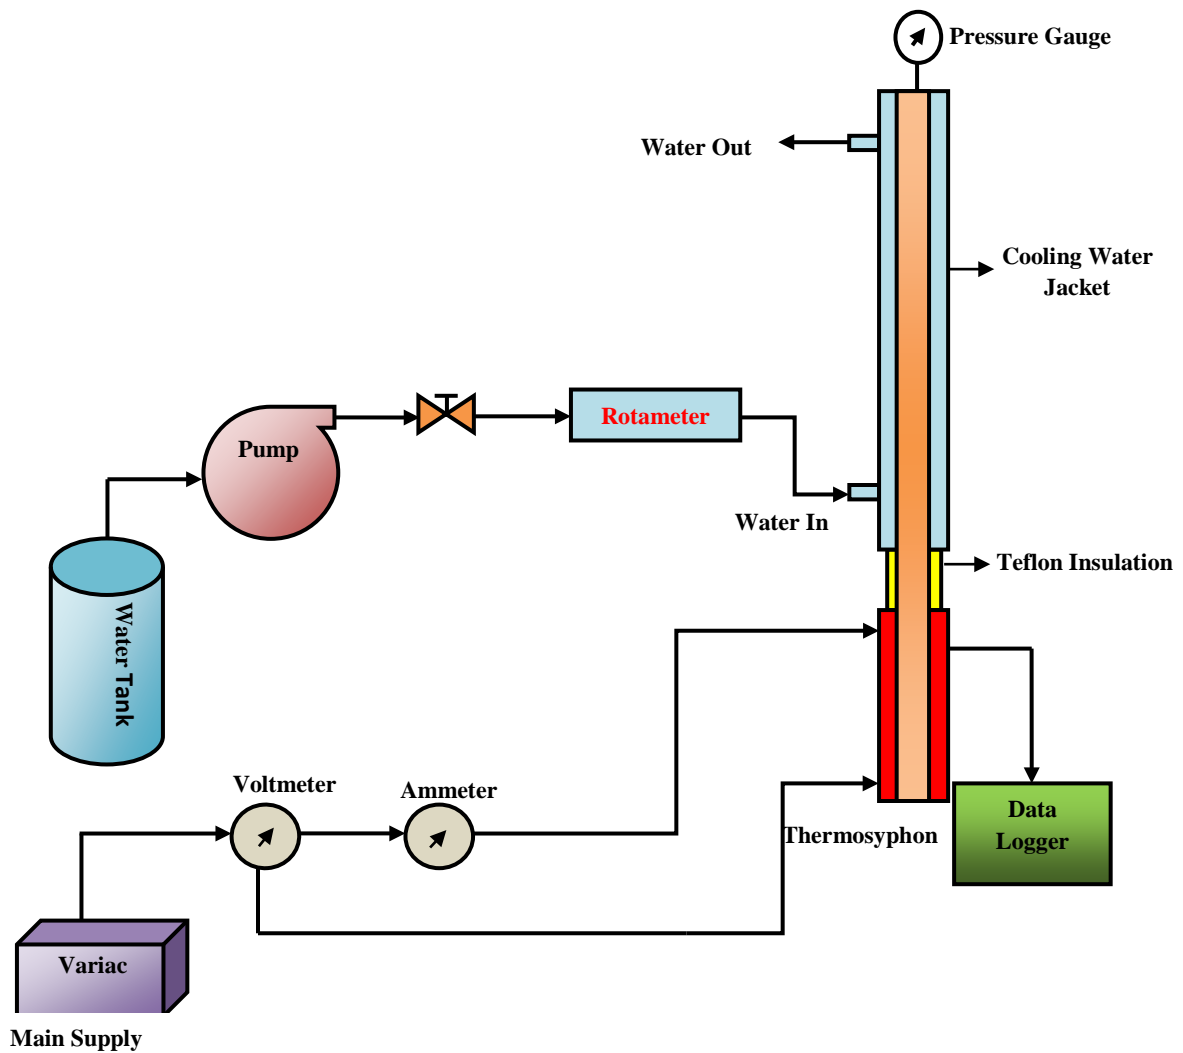 Pressure Gauge
Water Out
Cooling Water
Jacket
Rotameter
Pump
Water In
Teflon Insulation
Water Tank
Voltmeter
Ammeter
Data
Logger
Thermosyphon
Variac
Main Supply